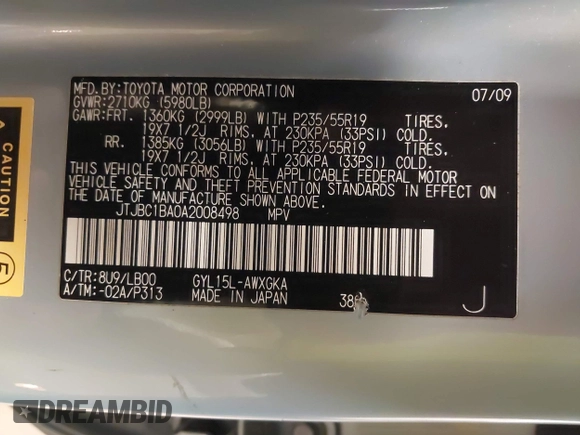 MFD.BY:TOYOTA MOTOR CORPORATION 07/09
GVWR:2710KG (5980LB)
GAWR:FRT. 1360KG (2999LB) WITH P235/55R19 TIRES.
19X7 1/2J RIMS. AT 230KPA (33PSI) COLD.
RR. 1385KG (3056LB) WITH P235/55R19 TIRES.
19X7 1/2J RIMS. AT 230KPA (33PSI) COLD.
THIS VEHICLE CONFORMS TO ALL APPLICABLE FEDERAL MOTOR
VEHICLE SAFETY AND THEFT PREVENTION STANDARDS IN EFFECT ON
THE DATE OF MANUFACTURE SHOWN ABOVE.
JTJBC1BA0A2008498 MPV
C/TR:8U9/LB00 GYL15L-AWXGKA
A/TM:-02A/P313 MADE IN JAPAN J
CAUTION
DREAMBID